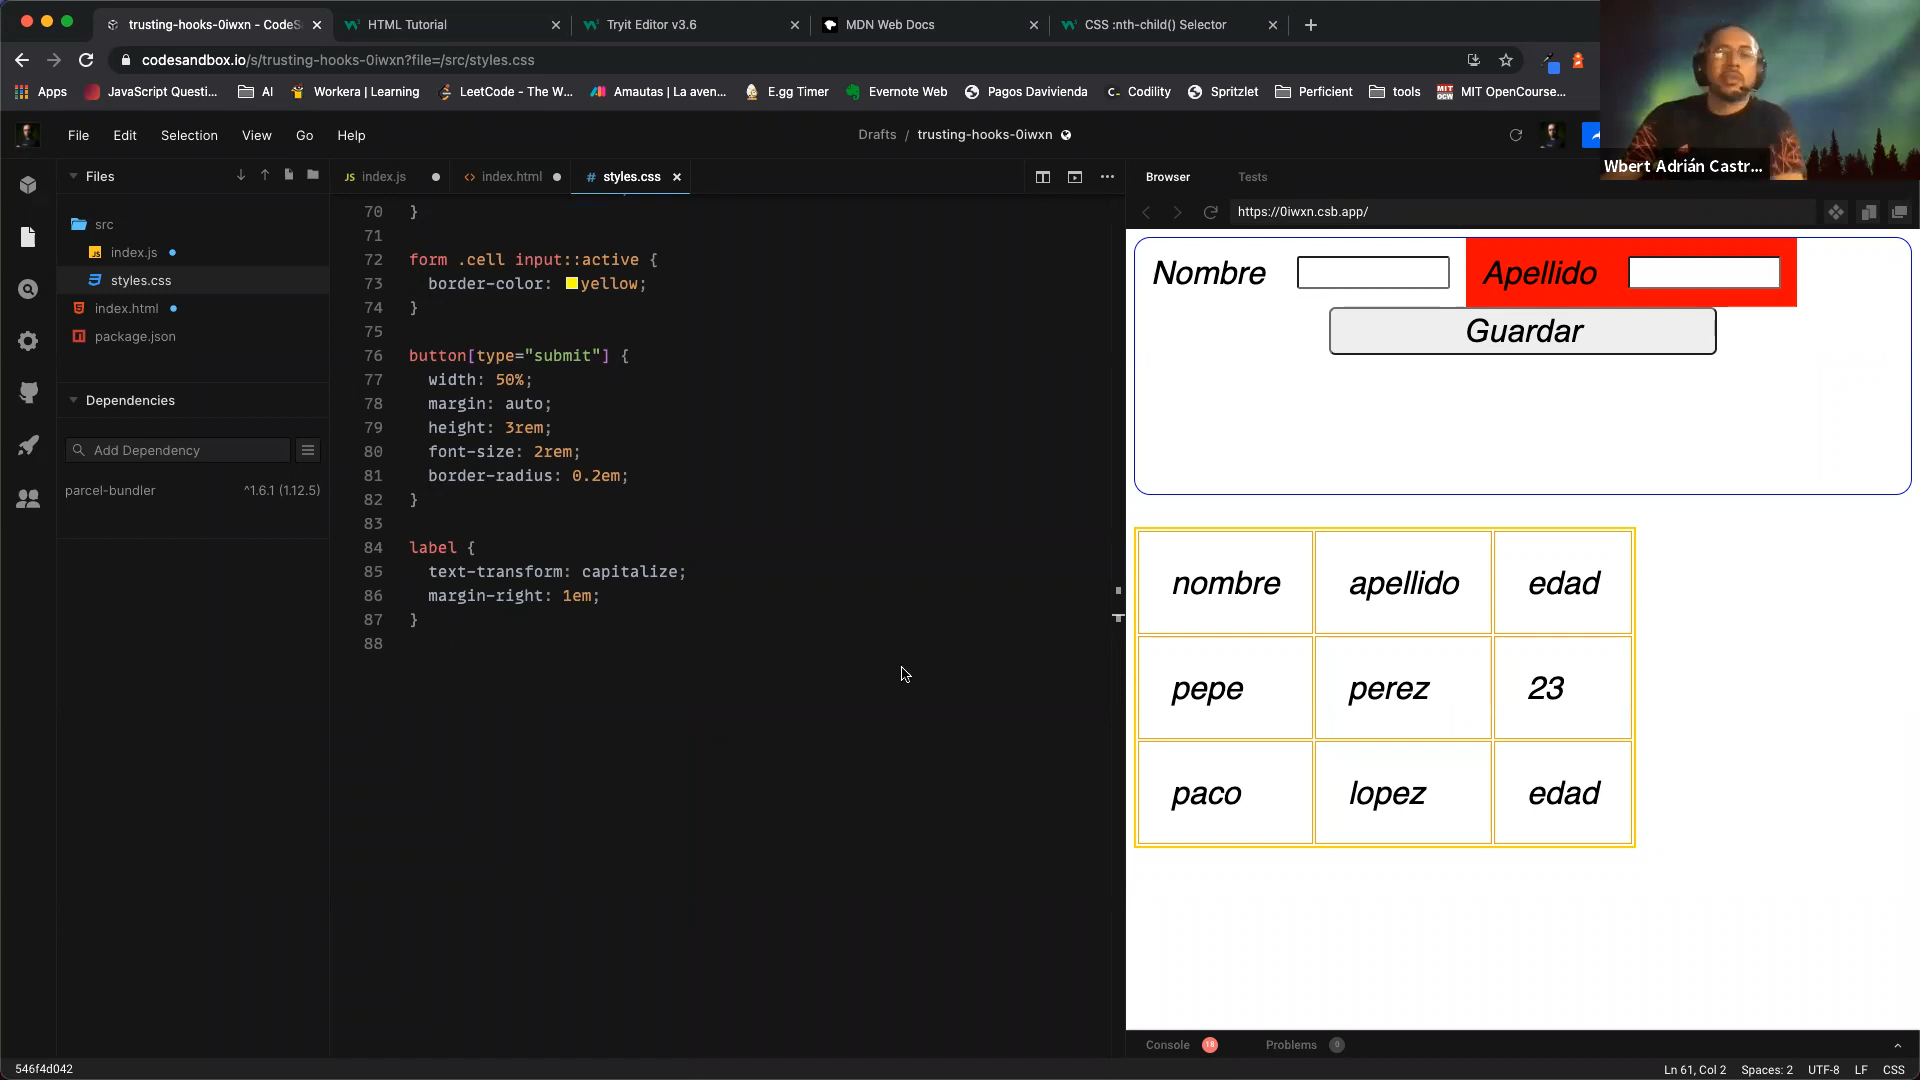 trusting-hooks-0iwxn - CodeS
HTML Tutorial
Tryit Editor v3.6
MDN Web Docs
CSS :nth-child() Selector
codesandbox.io/s/trusting-hooks-0iwxn?file=/src/styles.css
Apps
JavaScript Questi...
AI
Workera | Learning
LeetCode - The W...
Amautas | La aven...
E.gg Timer
Evernote Web
Pagos Davivienda
Codility
Spritzlet
Perficient
tools
MIT OpenCourse...
File Edit Selection View Go Help
Drafts / trusting-hooks-0iwxn
Wbert Adrián Castr...
Files
src
index.js
styles.css
index.html
package.json
Dependencies
Add Dependency
parcel-bundler ^1.6.1 (1.12.5)
JS index.js
<> index.html
# styles.css
70 }
71
72 form .cell input::active {
73 border-color: yellow;
74 }
75
76 button[type="submit"] {
77 width: 50%;
78 margin: auto;
79 height: 3rem;
80 font-size: 2rem;
81 border-radius: 0.2em;
82 }
83
84 label {
85 text-transform: capitalize;
86 margin-right: 1em;
87 }
88
Browser Tests
https://0iwxn.csb.app/
Nombre Apellido
Guardar
nombre apellido edad
pepe perez 23
paco lopez edad
Console 18 Problems 0
546f4d042
Ln 61, Col 2 Spaces: 2 UTF-8 LF CSS